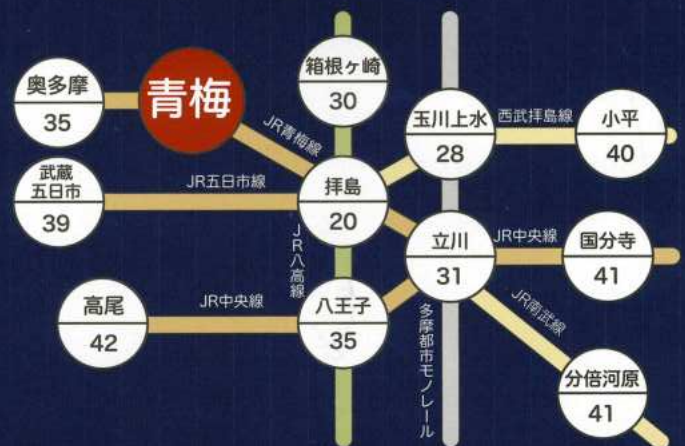 奥多摩
35
青梅
箱根ヶ崎
30
玉川上水
28
西武拝島線
小平
40
JR青梅線
武蔵
五日市
39
JR五日市線
拝島
20
JR八高線
立川
31
JR中央線
国分寺
41
高尾
42
JR中央線
八王子
35
多摩都市モノレール
JR南武線
分倍河原
41